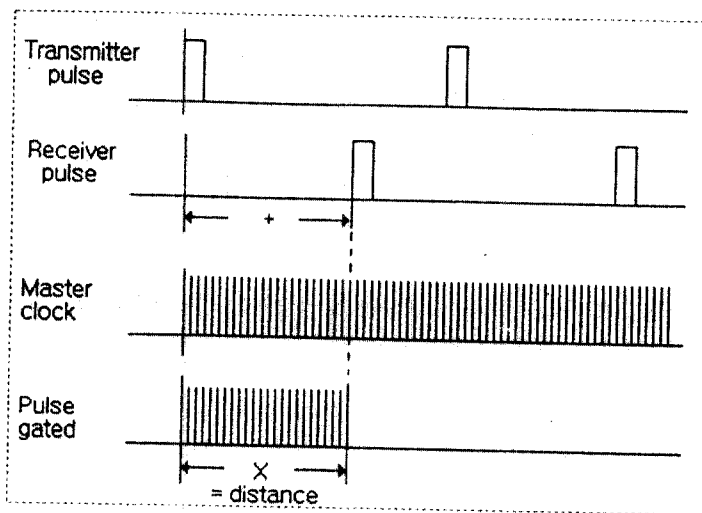 Transmitter
pulse
Receiver
pulse
+
Master
clock
Pulse
gated
X
= distance